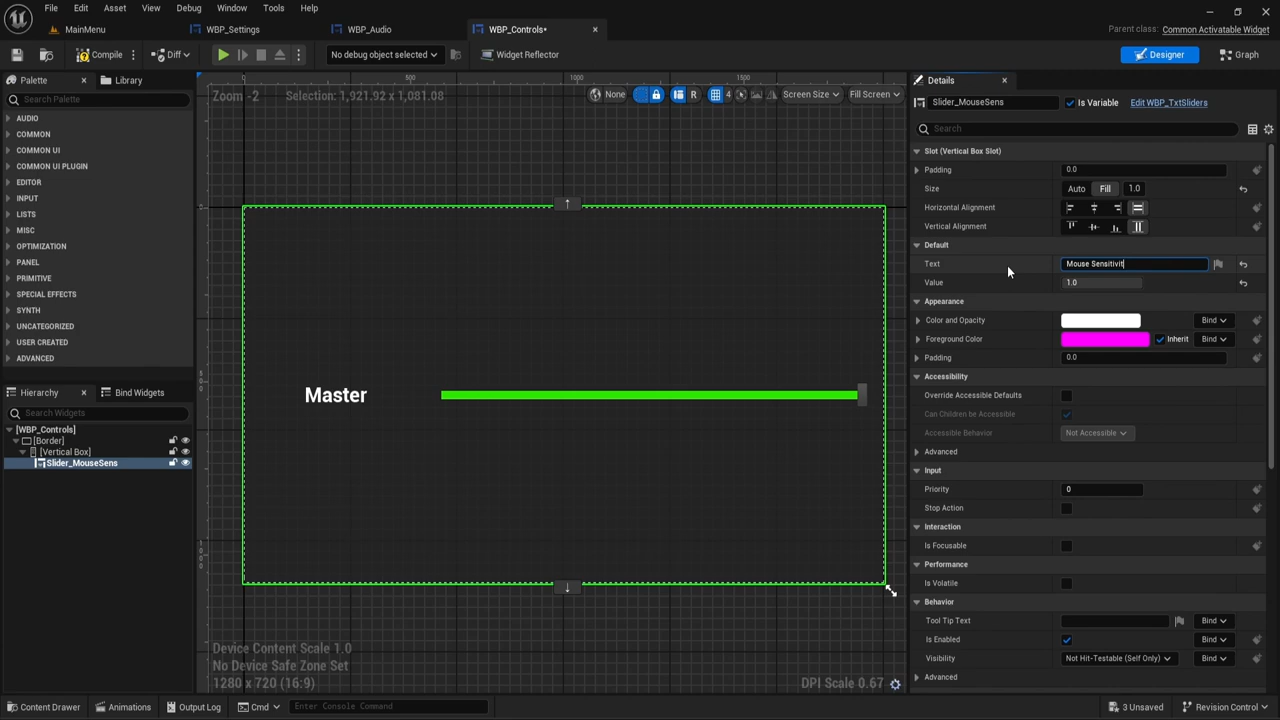 File Edit Asset View Debug Window Tools Help
MainMenu WBP_Settings WBP_Audio WBP_Controls• Parent class: Common Activatable Widget
Compile Diff No debug object selected Widget Reflector Designer Graph
Palette Library
Search Palette
AUDIO
COMMON
COMMON UI
COMMON UI PLUGIN
EDITOR
INPUT
LISTS
MISC
OPTIMIZATION
PANEL
PRIMITIVE
SPECIAL EFFECTS
SYNTH
UNCATEGORIZED
USER CREATED
ADVANCED
Hierarchy Bind Widgets
Search Widgets
[WBP_Controls]
[Border]
[Vertical Box]
Slider_MouseSens
0 500 1000 1500
Zoom -2 Selection: 1,921.92 x 1,081.08 None R 4 Screen Size Fill Screen
Master
Device Content Scale 1.0
No Device Safe Zone Set
1280 x 720 (16:9) DPI Scale 0.67
Details
Slider_MouseSens Is Variable Edit WBP_TxtSliders
Search
Slot (Vertical Box Slot)
Padding 0.0
Size Auto Fill 1.0
Horizontal Alignment
Vertical Alignment
Default
Text Mouse Sensitivit
Value 1.0
Appearance
Color and Opacity Bind
Foreground Color Inherit Bind
Padding 0.0
Accessibility
Override Accessible Defaults
Can Children be Accessible
Accessible Behavior Not Accessible
Advanced
Input
Priority 0
Stop Action
Interaction
Is Focusable
Performance
Is Volatile
Behavior
Tool Tip Text Bind
Is Enabled Bind
Visibility Not Hit-Testable (Self Only) Bind
Advanced
Content Drawer Animations Output Log Cmd Enter Console Command 3 Unsaved Revision Control